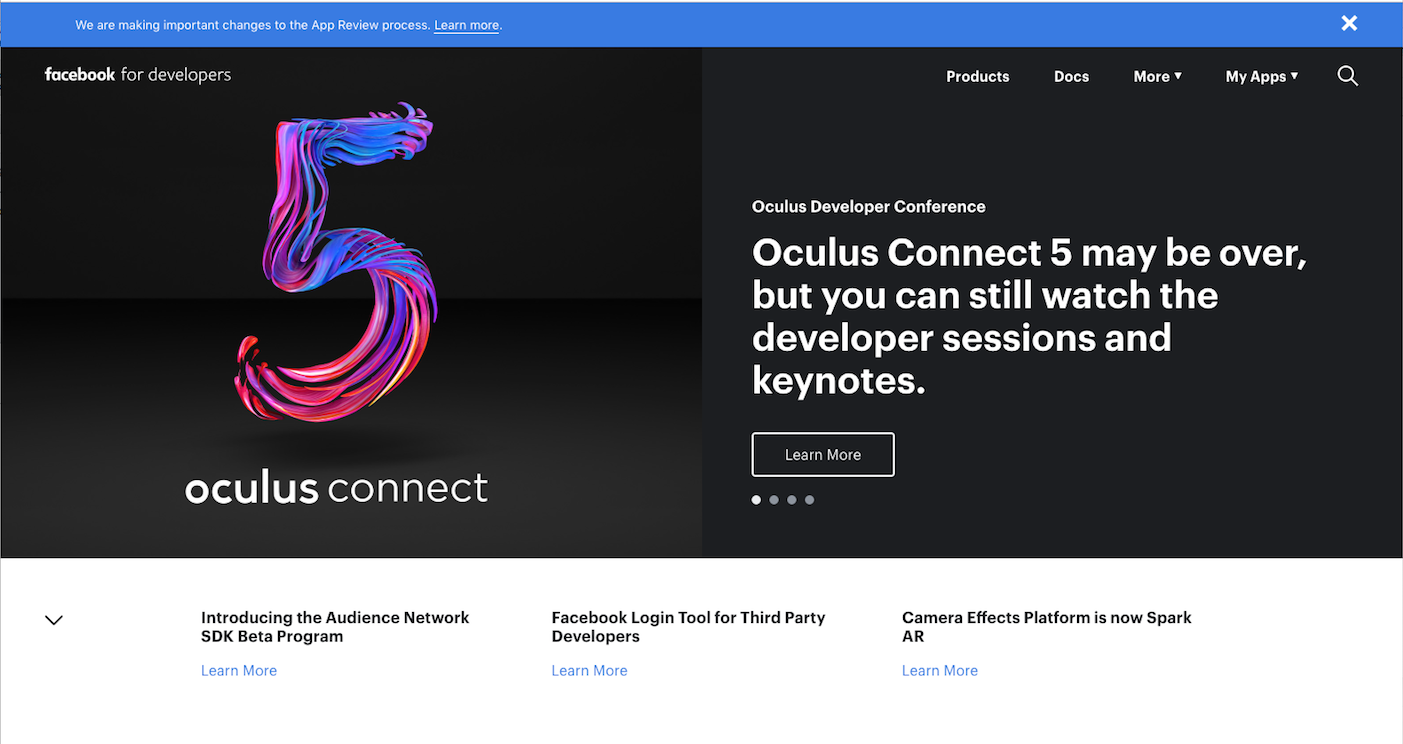 We are making important changes to the App Review process. Learn more.
facebook for developers
Products
Docs
More
My Apps
5
oculus connect
Oculus Developer Conference
Oculus Connect 5 may be over,
but you can still watch the
developer sessions and
keynotes.
Learn More
Introducing the Audience Network
SDK Beta Program
Learn More
Facebook Login Tool for Third Party
Developers
Learn More
Camera Effects Platform is now Spark
AR
Learn More